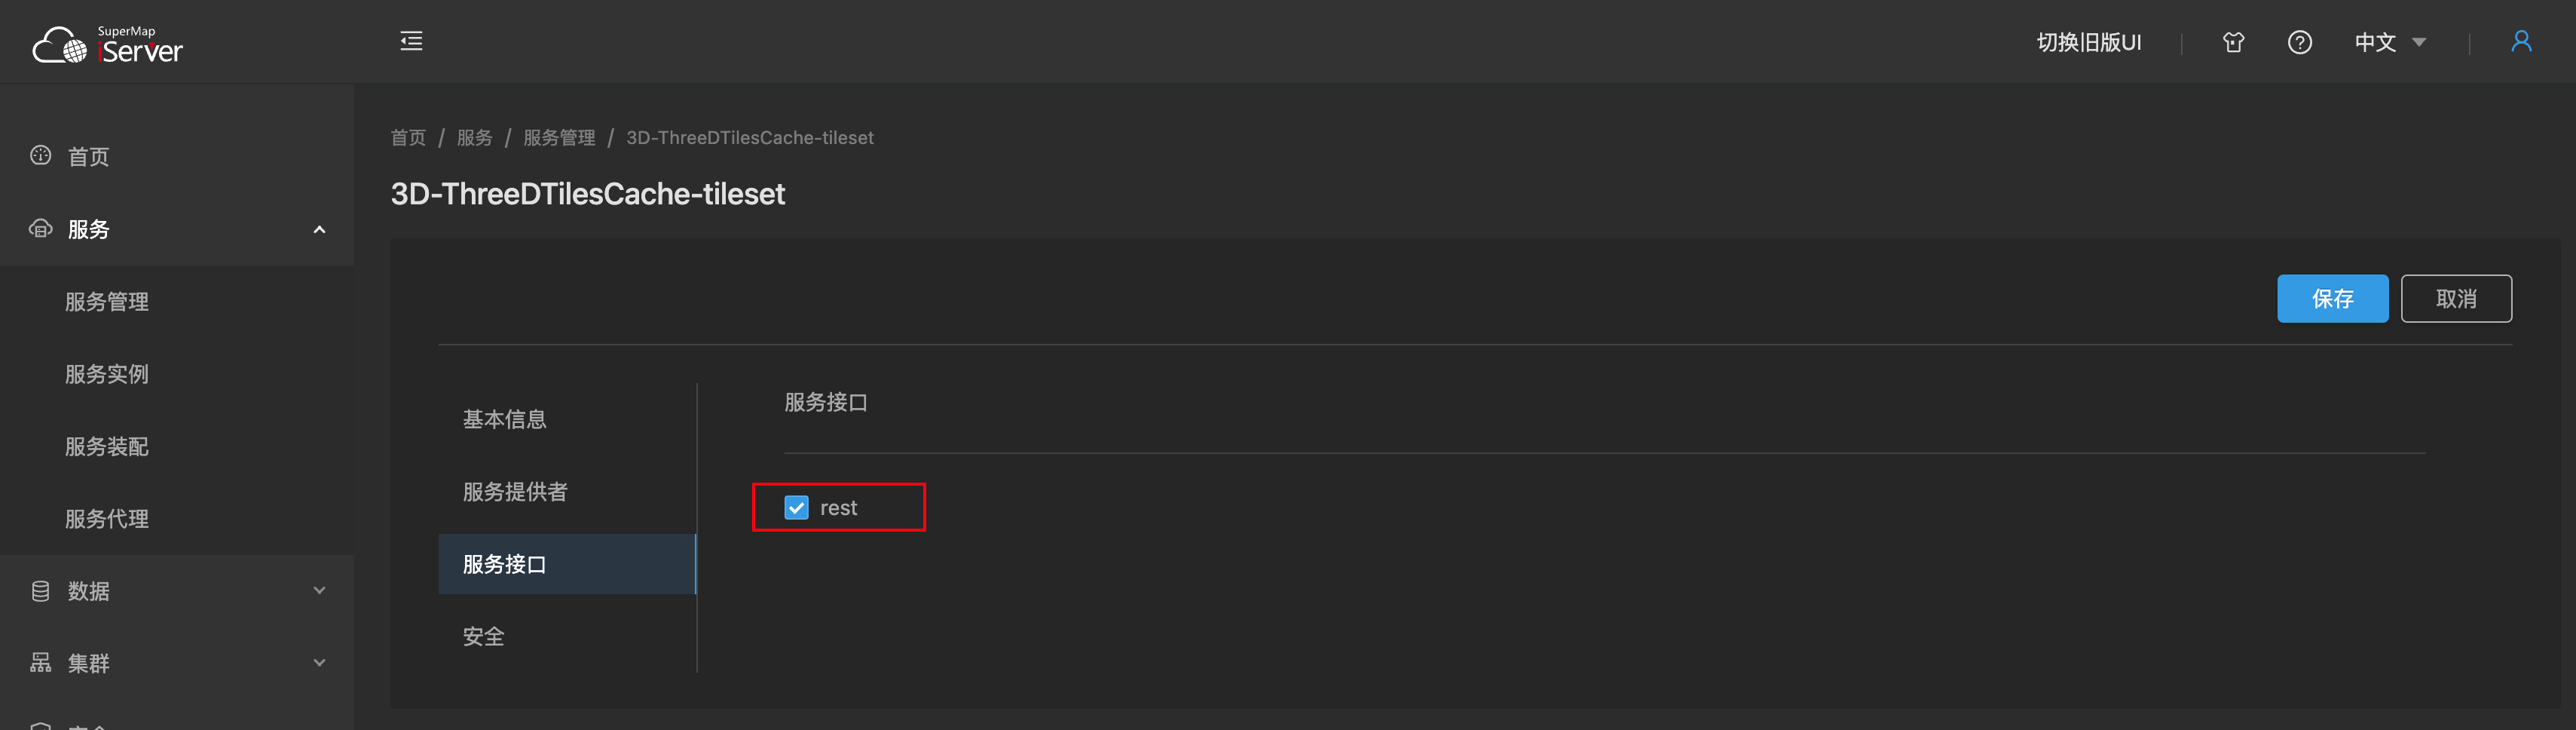 SuperMap
iServer
切换旧版UI
中文
首页
服务
服务管理
服务实例
服务装配
服务代理
数据
集群
首页 / 服务 / 服务管理 / 3D-ThreeDTilesCache-tileset
3D-ThreeDTilesCache-tileset
保存
取消
基本信息
服务提供者
服务接口
安全
服务接口
rest